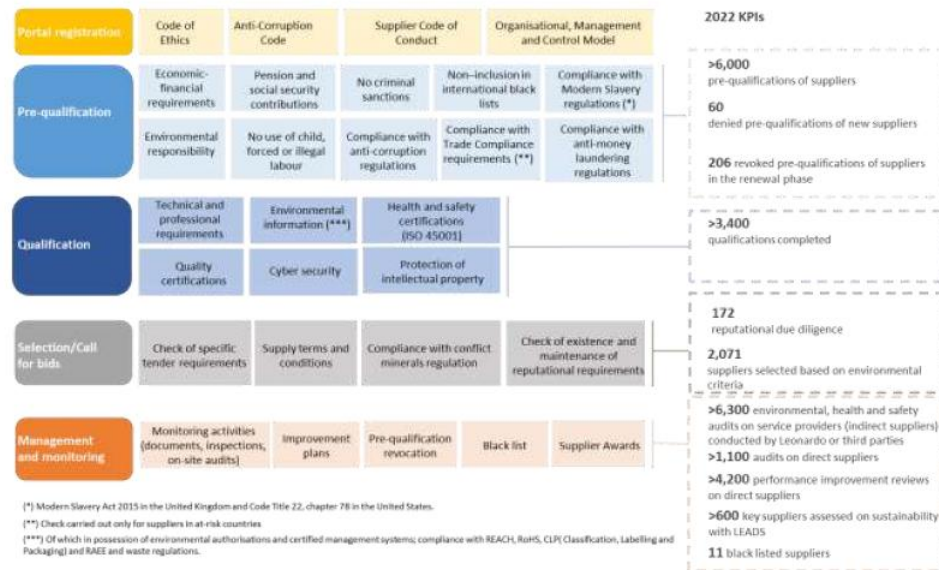 Portal registration
Code of
Ethics
Anti-Corruption
Code
Supplier Code of
Conduct
Organisational, Management
and Control Model
2022 KPIs
Pre-qualification
Economic-
financial
requirements
Pension and
social security
contributions
No criminal
sanctions
Non–inclusion in
international black
lists
Compliance with
Modern Slavery
regulations (*)
Environmental
responsibility
No use of child,
forced or illegal
labour
Compliance with
anti-corruption
regulations
Compliance with
Trade Compliance
requirements (**)
Compliance with
anti-money
laundering
regulations
>6,000
pre-qualifications of suppliers
60
denied pre-qualifications of new suppliers
206 revoked pre-qualifications of suppliers
in the renewal phase
Qualification
Technical and
professional
requirements
Environmental
information (***)
Health and safety
certifications
(ISO 45001)
Quality
certifications
Cyber security
Protection of
intellectual property
>3,400
qualifications completed
Selection/Call
for bids
Check of specific
tender requirements
Supply terms and
conditions
Compliance with conflict
minerals regulation
Check of existence and
maintenance of
reputational requirements
172
reputational due diligence
2,071
suppliers selected based on environmental
criteria
Management
and monitoring
Monitoring activities
(documents, inspections,
on-site audits)
Improvement
plans
Pre-qualification
revocation
Black list
Supplier Awards
>6,300 environmental, health and safety
audits on service providers (indirect suppliers)
conducted by Leonardo or third parties
>1,100 audits on direct suppliers
>4,200 performance improvement reviews
on direct suppliers
>600 key suppliers assessed on sustainability
with LEADS
11 black listed suppliers
(*) Modern Slavery Act 2015 in the United Kingdom and Code Title 22, chapter 78 in the United States.
(**) Check carried out only for suppliers in at-risk countries
(***) Of which in possession of environmental authorisations and certified management systems; compliance with REACH, RoHS, CLP( Classification, Labelling and
Packaging) and RAEE and waste regulations.